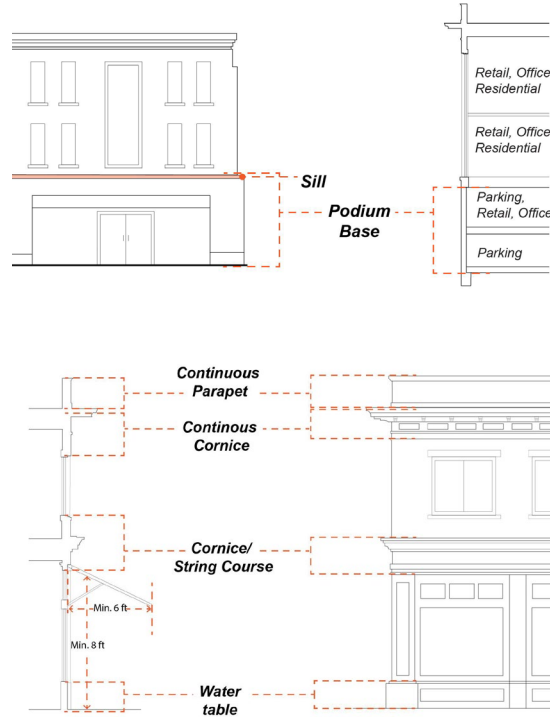 Retail, Office
Residential
Retail, Office
Residential
Sill
Parking,
Retail, Office
Podium
Base
Parking
Continuous
Parapet
Continous
Cornice
Cornice/
String Course
Min. 6 ft
Min. 8 ft
Water
table